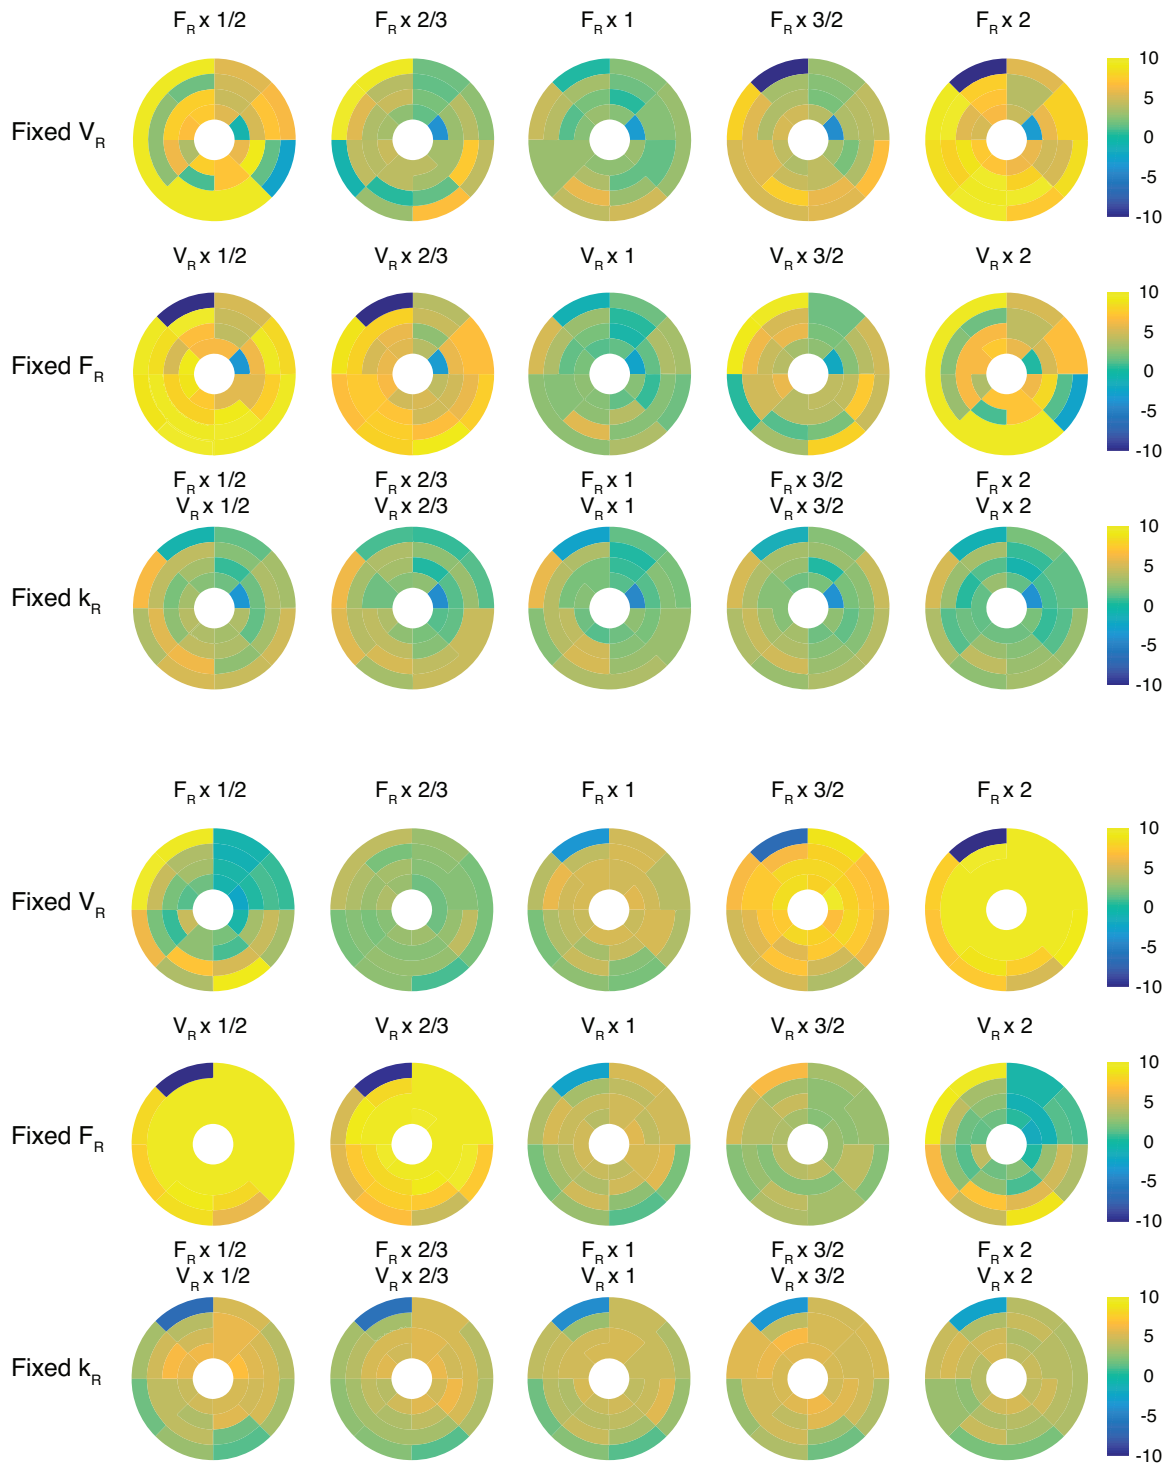 F_R x 1/2 F_R x 2/3 F_R x 1 F_R x 3/2 F_R x 2
Fixed V_R
10
5
0
-5
-10
V_R x 1/2 V_R x 2/3 V_R x 1 V_R x 3/2 V_R x 2
Fixed F_R
10
5
0
-5
-10
F_R x 1/2 F_R x 2/3 F_R x 1 F_R x 3/2 F_R x 2
V_R x 1/2 V_R x 2/3 V_R x 1 V_R x 3/2 V_R x 2
Fixed k_R
10
5
0
-5
-10
F_R x 1/2 F_R x 2/3 F_R x 1 F_R x 3/2 F_R x 2
Fixed V_R
10
5
0
-5
-10
V_R x 1/2 V_R x 2/3 V_R x 1 V_R x 3/2 V_R x 2
Fixed F_R
10
5
0
-5
-10
F_R x 1/2 F_R x 2/3 F_R x 1 F_R x 3/2 F_R x 2
V_R x 1/2 V_R x 2/3 V_R x 1 V_R x 3/2 V_R x 2
Fixed k_R
10
5
0
-5
-10